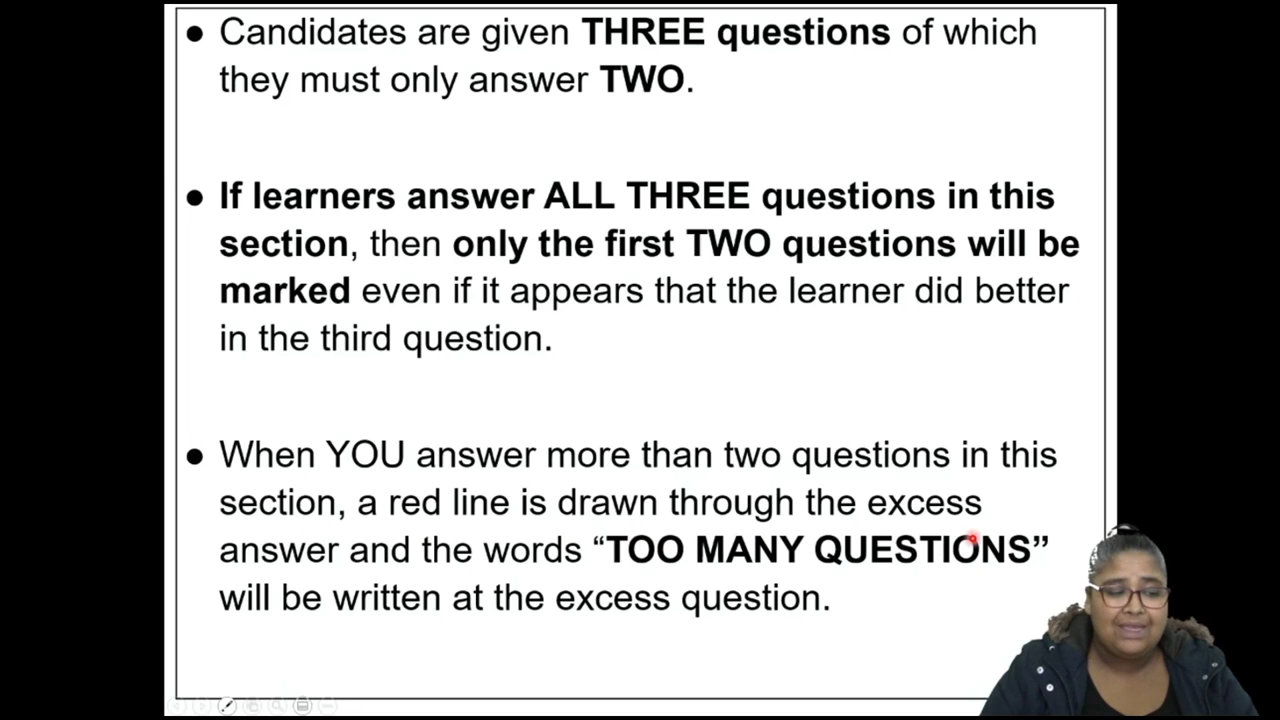 ● Candidates are given THREE questions of which
they must only answer TWO.
● If learners answer ALL THREE questions in this
section, then only the first TWO questions will be
marked even if it appears that the learner did better
in the third question.
● When YOU answer more than two questions in this
section, a red line is drawn through the excess
answer and the words “TOO MANY QUESTIONS”
will be written at the excess question.